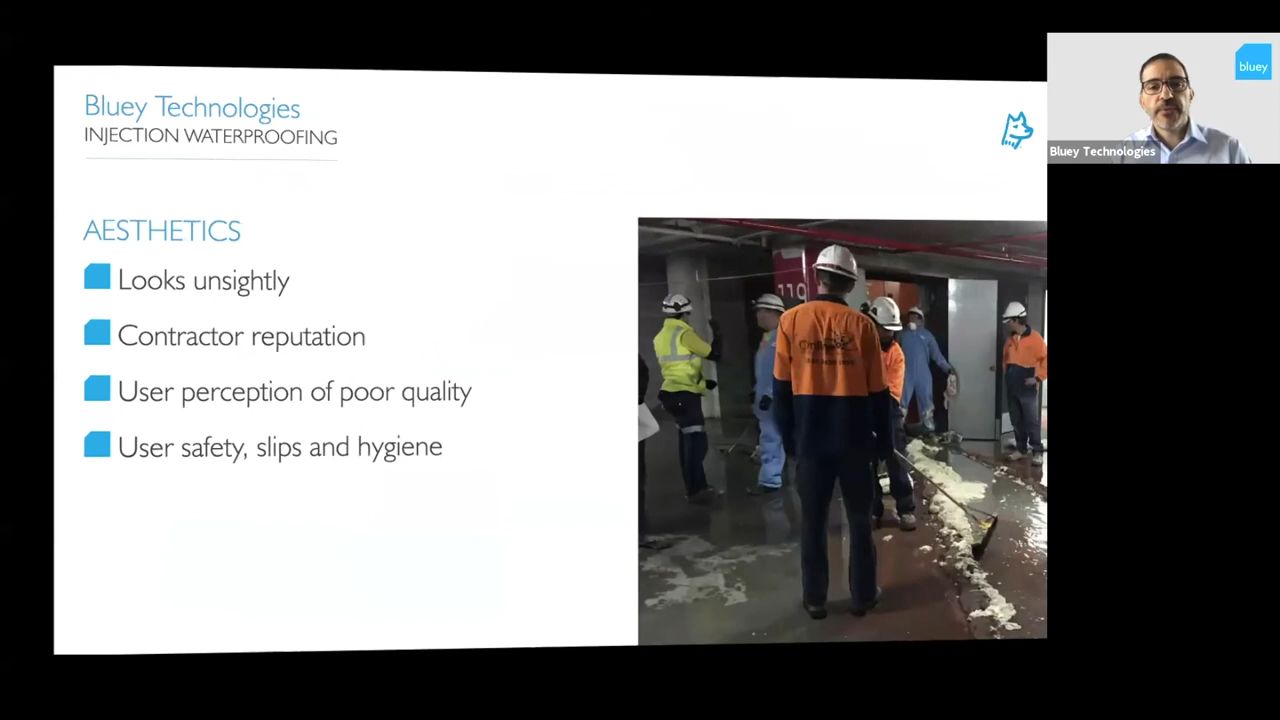 Bluey Technologies
INJECTION WATERPROOFING
AESTHETICS
Looks unsightly
Contractor reputation
User perception of poor quality
User safety, slips and hygiene
119
bluey
Bluey Technologies